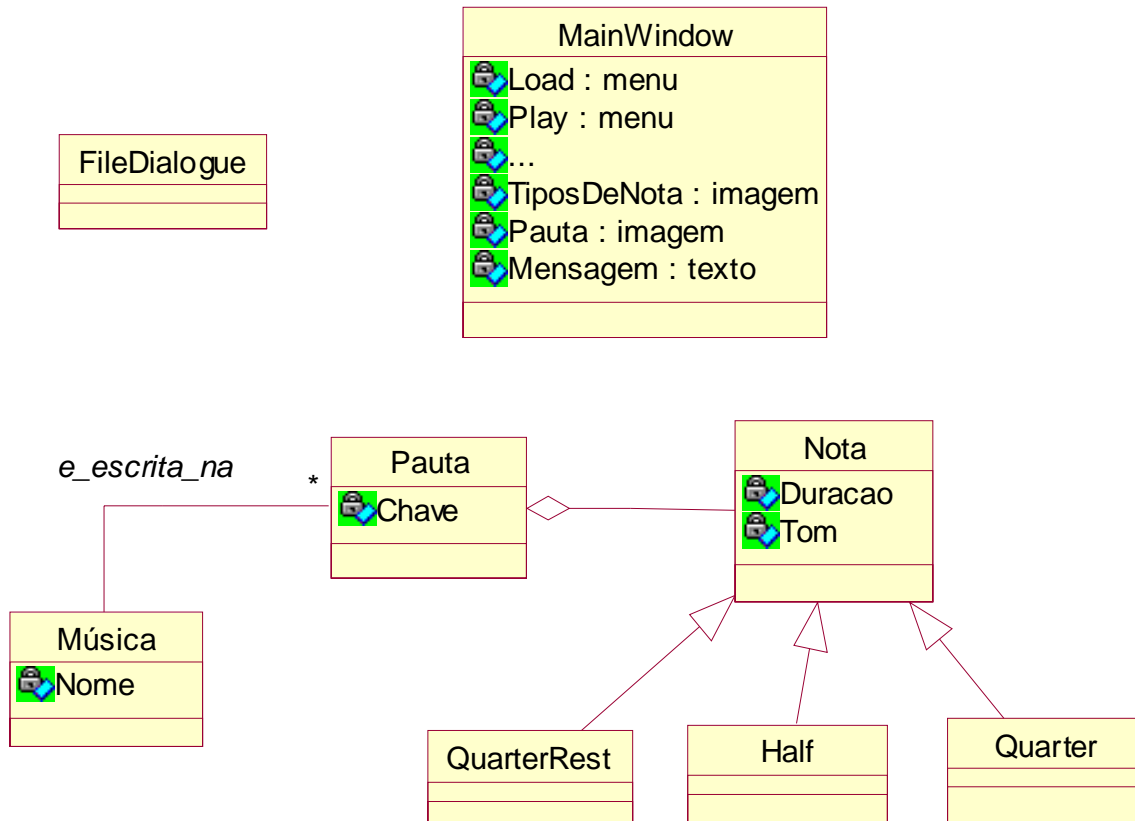 MainWindow
Load : menu
Play : menu
...
TiposDeNota : imagem
Pauta : imagem
Mensagem : texto
FileDialogue
e_escrita_na
*
Pauta
Chave
Nota
Duracao
Tom
Música
Nome
QuarterRest
Half
Quarter